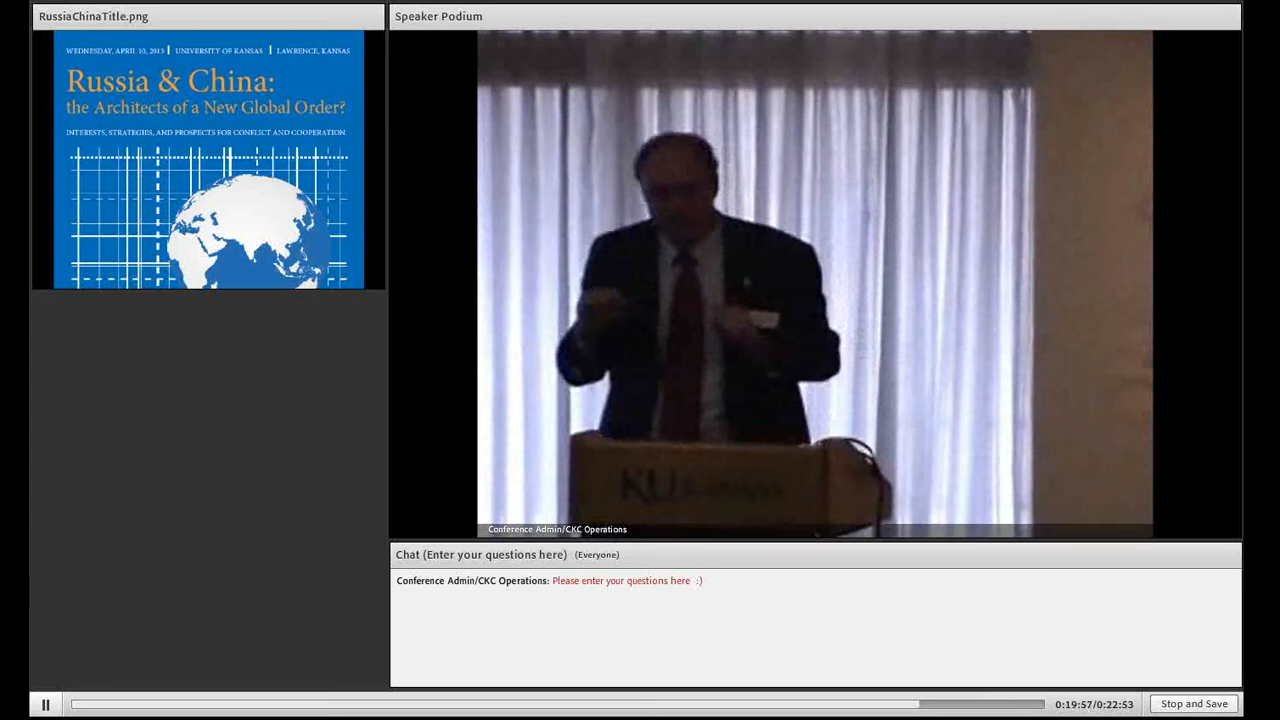 RussiaChinaTitle.png
WEDNESDAY, APRIL 10, 2013 | UNIVERSITY OF KANSAS | LAWRENCE, KANSAS
Russia & China:
the Architects of a New Global Order?
INTERESTS, STRATEGIES, AND PROSPECTS FOR CONFLICT AND COOPERATION
Speaker Podium
KU
Conference Admin/CKC Operations
Chat (Enter your questions here) (Everyone)
Conference Admin/CKC Operations: Please enter your questions here :)
0:19:57/0:22:53
Stop and Save